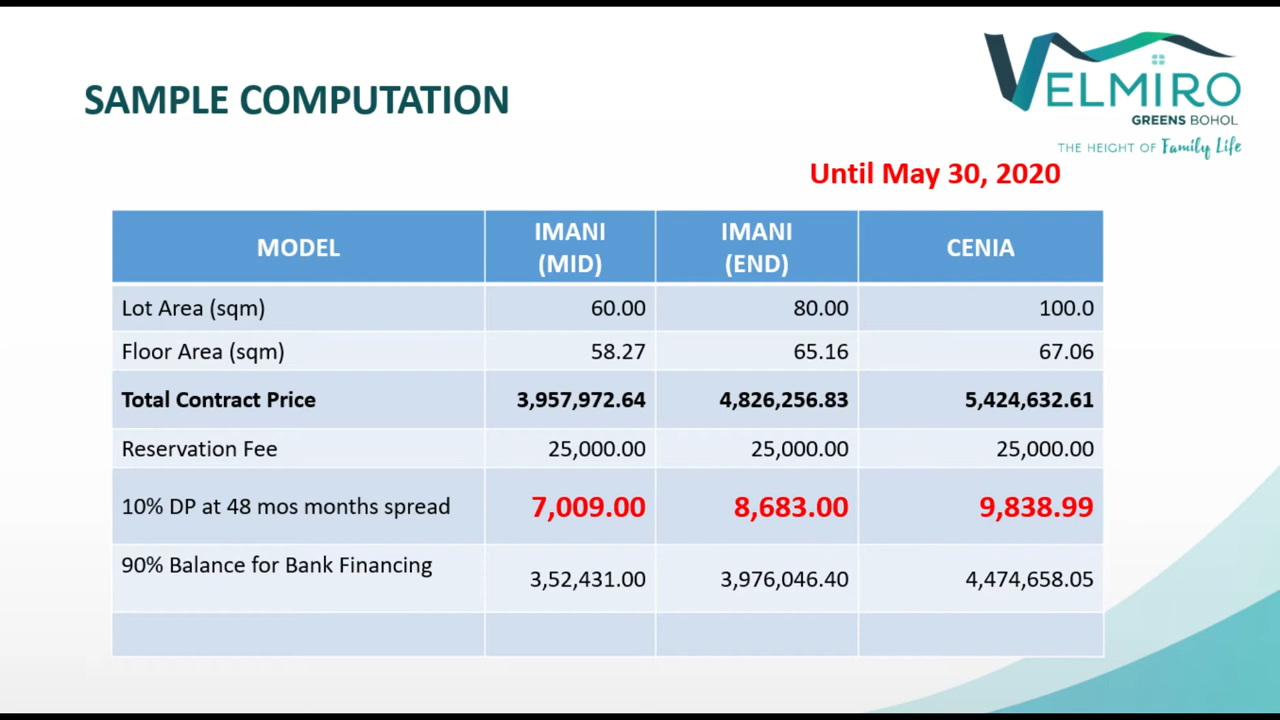 VELMIRO
GREENS BOHOL
THE HEIGHT OF Family Life
SAMPLE COMPUTATION
Until May 30, 2020
MODEL IMANI (MID) IMANI (END) CENIA
Lot Area (sqm) 60.00 80.00 100.0
Floor Area (sqm) 58.27 65.16 67.06
Total Contract Price 3,957,972.64 4,826,256.83 5,424,632.61
Reservation Fee 25,000.00 25,000.00 25,000.00
10% DP at 48 mos months spread 7,009.00 8,683.00 9,838.99
90% Balance for Bank Financing 3,52,431.00 3,976,046.40 4,474,658.05